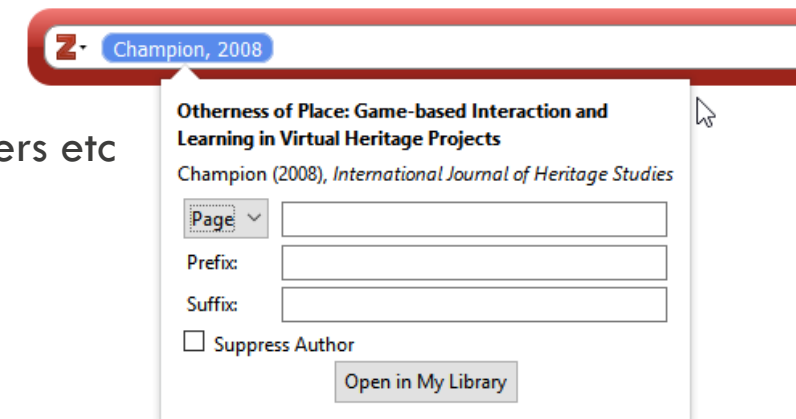 Z Champion, 2008
Otherness of Place: Game-based Interaction and
Learning in Virtual Heritage Projects
ers etc
Champion (2008), International Journal of Heritage Studies
Page
Prefix:
Suffix:
Suppress Author
Open in My Library